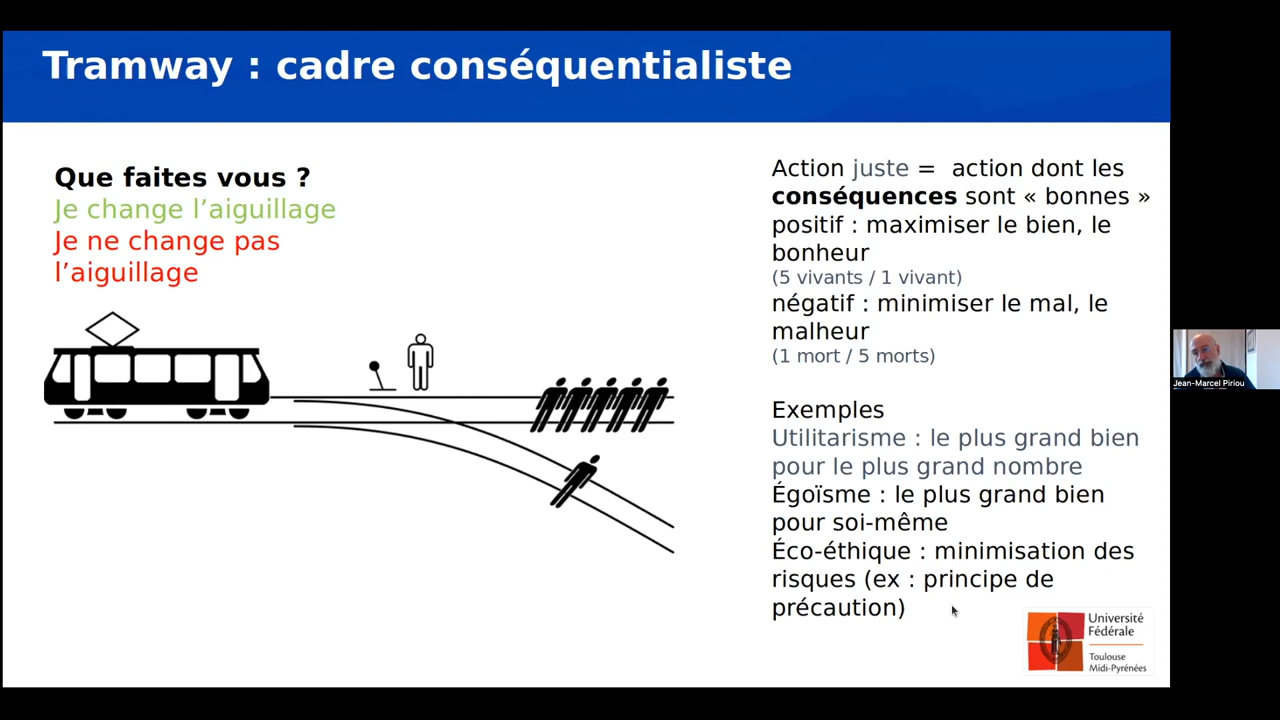 Tramway : cadre conséquentialiste
Que faites vous ?
Je change l’aiguillage
Je ne change pas
l’aiguillage
Action juste = action dont les
conséquences sont « bonnes »
positif : maximiser le bien, le
bonheur
(5 vivants / 1 vivant)
négatif : minimiser le mal, le
malheur
(1 mort / 5 morts)
Exemples
Utilitarisme : le plus grand bien
pour le plus grand nombre
Égoïsme : le plus grand bien
pour soi-même
Éco-éthique : minimisation des
risques (ex : principe de
précaution)
Université
Fédérale
Toulouse
Midi-Pyrénées
Jean-Marcel Piriou